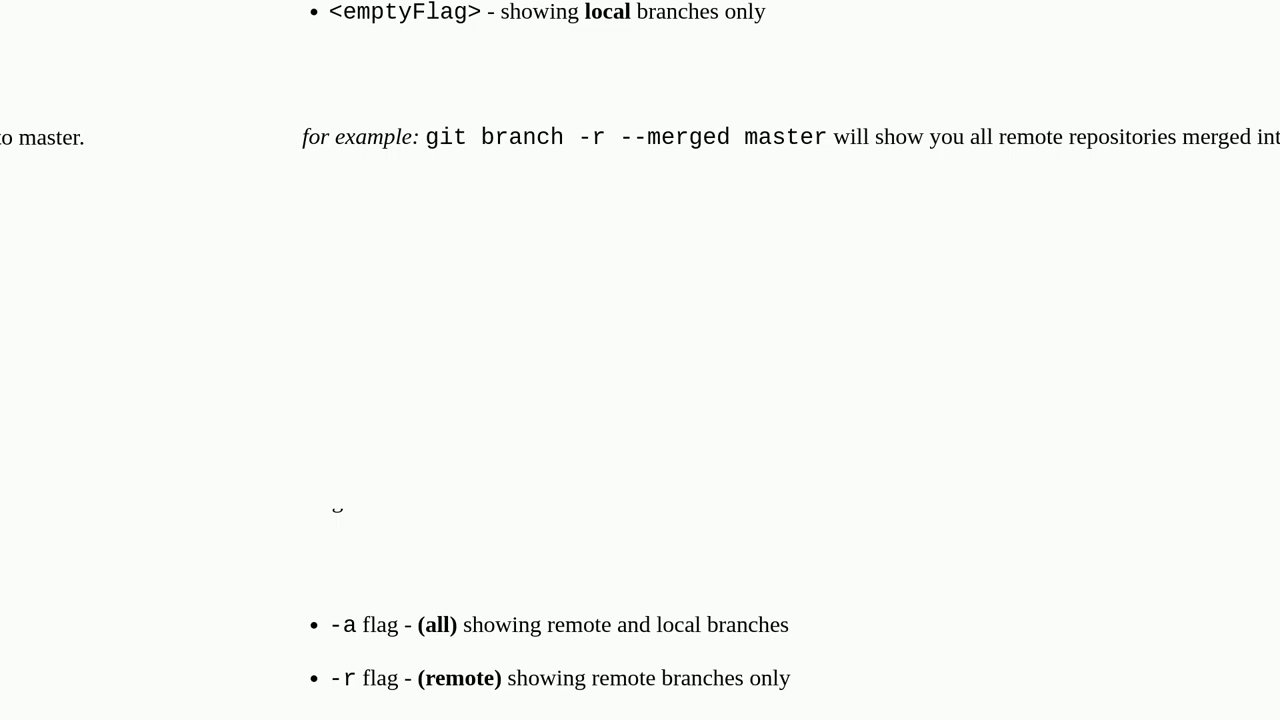 <emptyFlag> - showing local branches only
to master.
for example: git branch -r --merged master will show you all remote repositories merged int
-a flag - (all) showing remote and local branches
-r flag - (remote) showing remote branches only